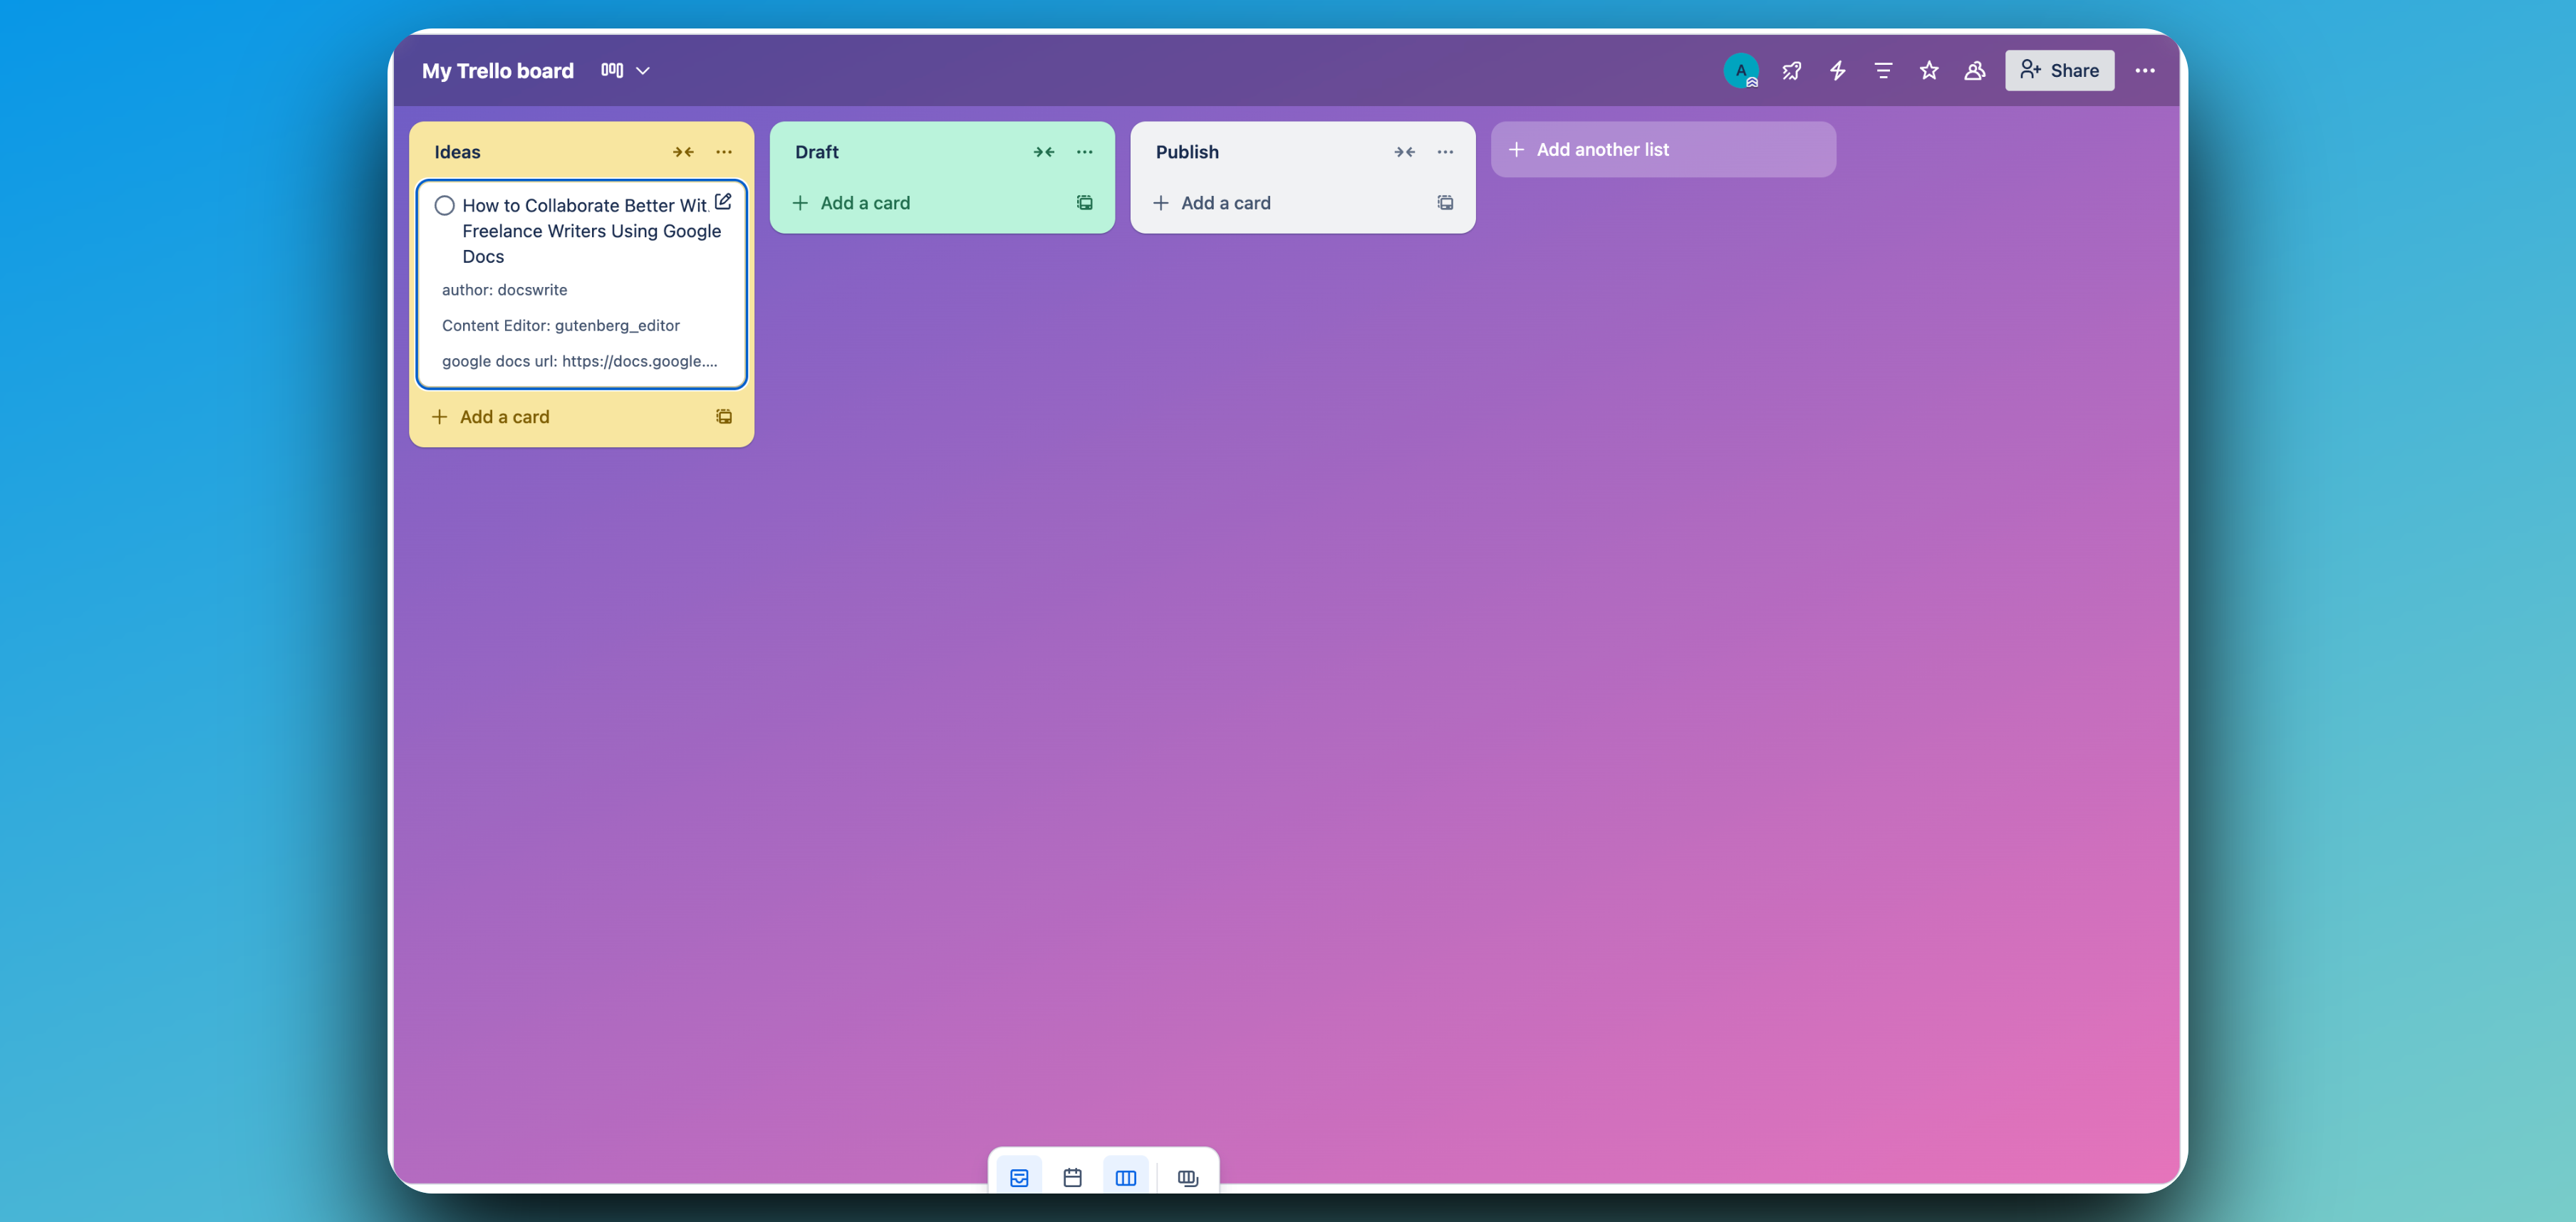 My Trello board
A
Share
Ideas
How to Collaborate Better Wit
Freelance Writers Using Google
Docs
author: docswrite
Content Editor: gutenberg_editor
google docs url: https://docs.google....
Add a card
Draft
Add a card
Publish
Add a card
Add another list